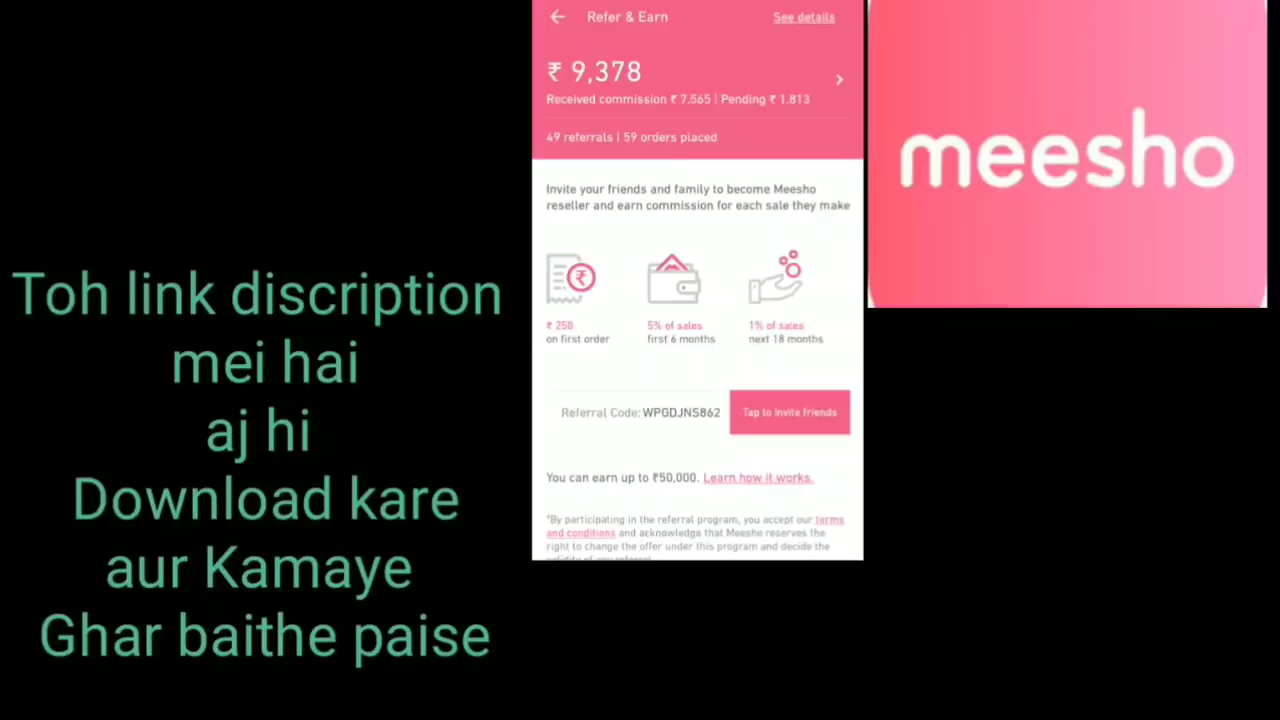 Toh link discription
mei hai
aj hi
Download kare
aur Kamaye
Ghar baithe paise
Refer & Earn
See details
₹ 9,378
Received commission ₹ 7.565 | Pending ₹ 1.813
49 referrals | 59 orders placed
Invite your friends and family to become Meesho
reseller and earn commission for each sale they make
₹ 250
on first order
5% of sales
first 6 months
1% of sales
next 18 months
Referral Code: WPGDJNS862
Tap to Invite friends
You can earn up to ₹50,000. Learn how it works.
*By participating in the referral program, you accept our terms
and conditions and acknowledge that Meesho reserves the
right to change the offer under this program and decide the
validity of any referral
meesho